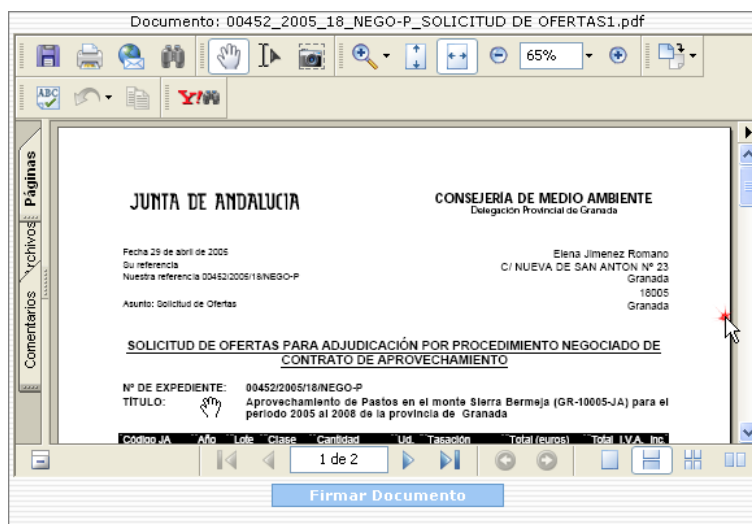 Documento: 00452_2005_18_NEGO-P_SOLICITUD DE OFERTAS1.pdf
65%
ABC
Y!
Páginas
Archivos
Comentarios
JUNTA DE ANDALUCIA
CONSEJERÍA DE MEDIO AMBIENTE
Delegación Provincial de Granada
Fecha 29 de abril de 2005
Su referencia
Nuestra referencia 00452/2005/18/NEGO-P
Asunto: Solicitud de Ofertas
Elena Jimenez Romano
C/ NUEVA DE SAN ANTON Nº 23
Granada
18005
Granada
SOLICITUD DE OFERTAS PARA ADJUDICACIÓN POR PROCEDIMIENTO NEGOCIADO DE
CONTRATO DE APROVECHAMIENTO
Nº DE EXPEDIENTE: 00452/2005/18/NEGO-P
TÍTULO: Aprovechamiento de Pastos en el monte Sierra Bermeja (GR-10005-JA) para el
periodo 2005 al 2008 de la provincia de Granada
Código JA Año Lote Clase Cantidad Ud. Tasación Total (euros) Total I.V.A. Inc.
1 de 2
Firmar Documento